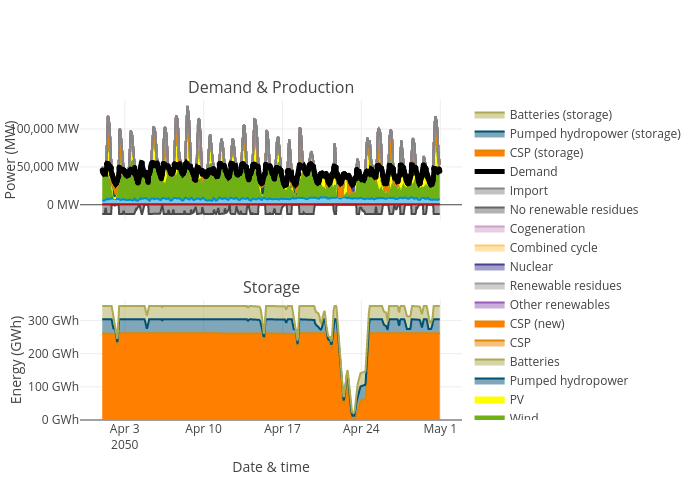 Demand & Production
Power (MW)
50,000 MW
0 MW
Storage
Energy (GWh)
300 GWh
200 GWh
100 GWh
0 GWh
Apr 3
2050
Apr 10
Apr 17
Apr 24
May 1
Date & time
Batteries (storage)
Pumped hydropower (storage)
CSP (storage)
Demand
Import
No renewable residues
Cogeneration
Combined cycle
Nuclear
Renewable residues
Other renewables
CSP (new)
CSP
Batteries
Pumped hydropower
PV
Wind